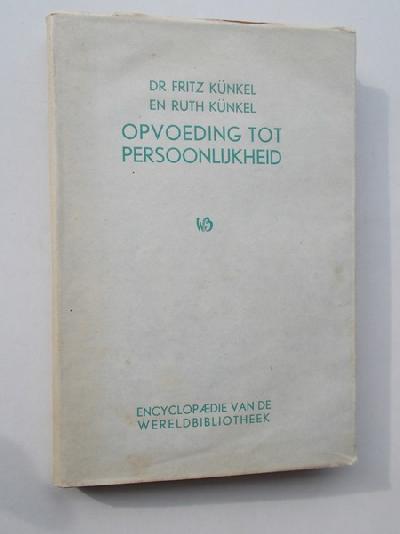 DR FRITZ KÜNKEL
EN RUTH KÜNKEL
OPVOEDING TOT
PERSOONLIJKHEID
WB
ENCYCLOPÆDIE VAN DE
WERELDBIBLIOTHEEK